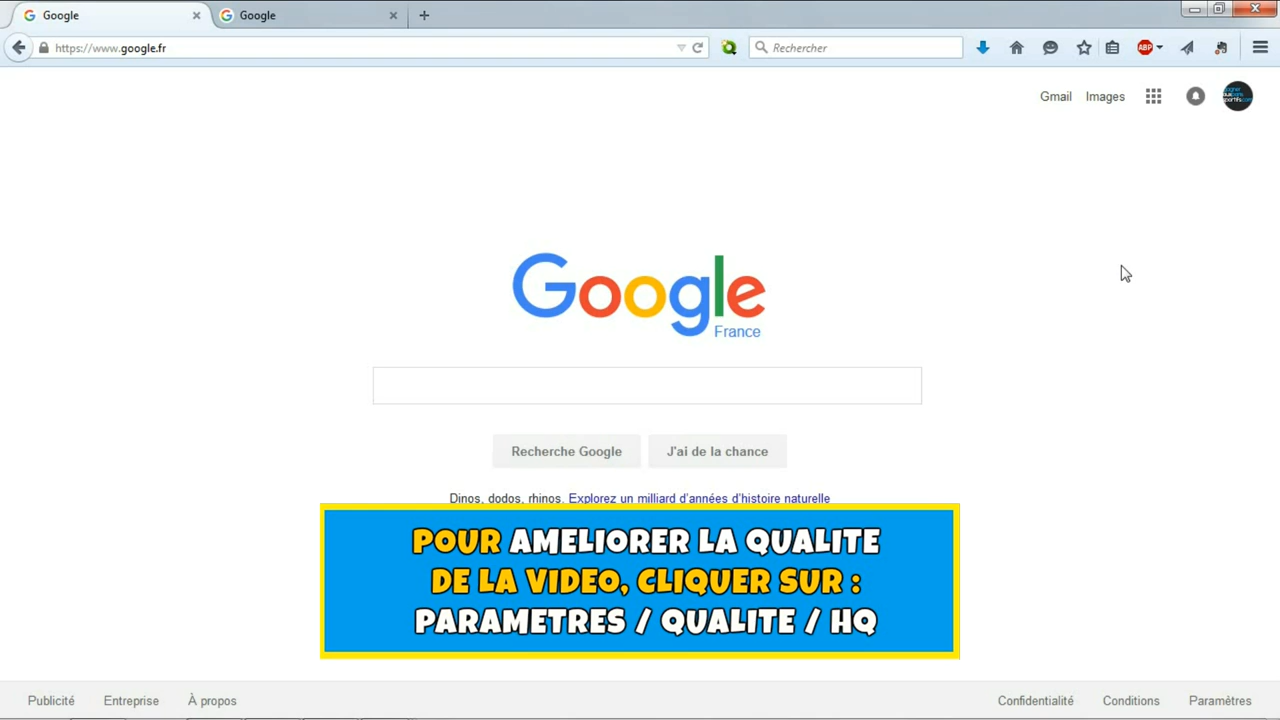 Google
Google
https://www.google.fr
Rechercher
ABP
Gmail
Images
Google
France
Recherche Google
J'ai de la chance
Dinos, dodos, rhinos. Explorez un milliard d'années d'histoire naturelle
POUR AMELIORER LA QUALITE
DE LA VIDEO, CLIQUER SUR :
PARAMETRES / QUALITE / HQ
Publicité
Entreprise
À propos
Confidentialité
Conditions
Paramètres